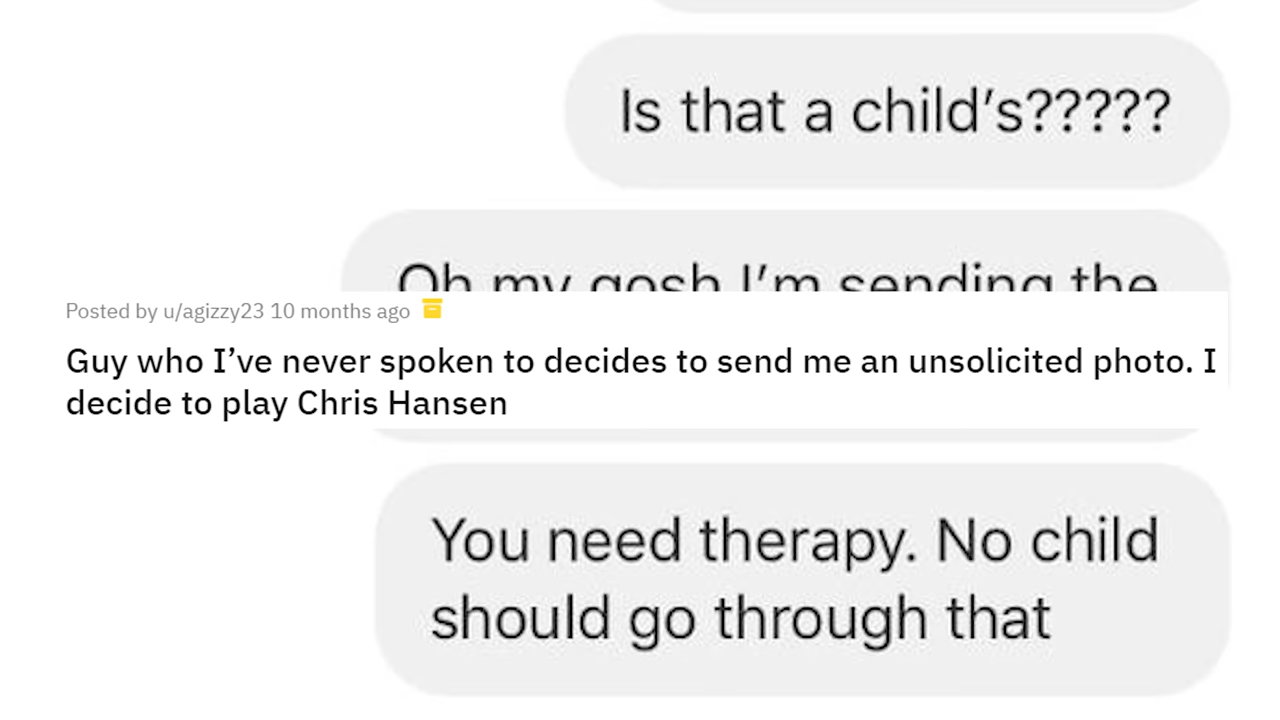 Is that a child’s?????
Oh my gosh I’m sending the
Posted by u/agizzy23 10 months ago
Guy who I’ve never spoken to decides to send me an unsolicited photo. I
decide to play Chris Hansen
You need therapy. No child
should go through that